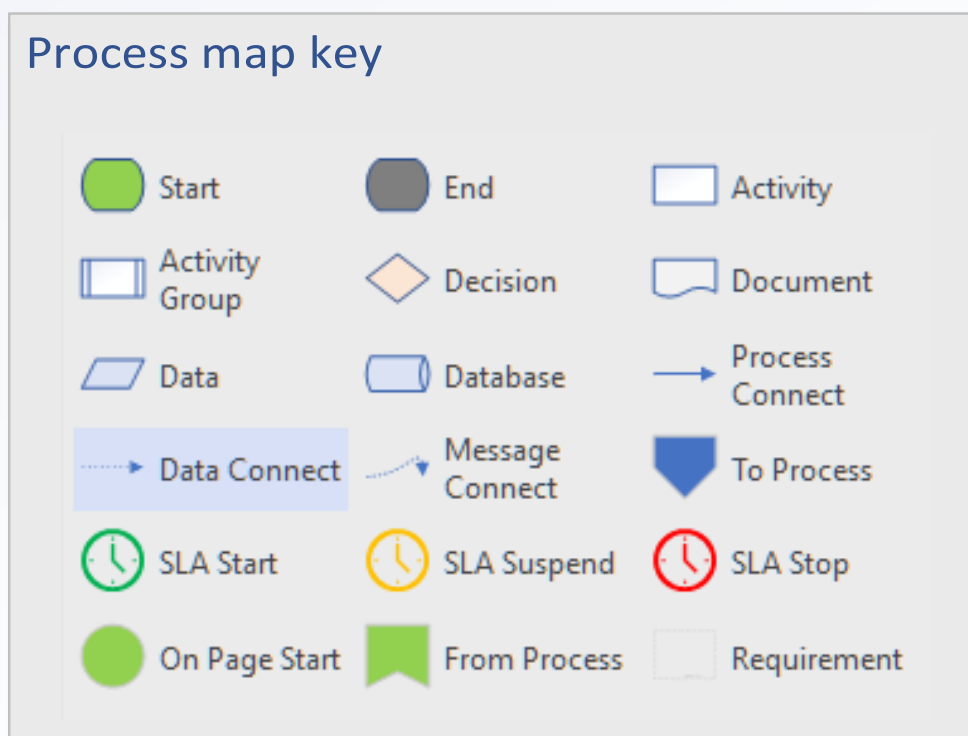 Process map key
Start
End
Activity
Activity
Group
Decision
Document
Data
Database
Process
Connect
Data Connect
Message
Connect
To Process
SLA Start
SLA Suspend
SLA Stop
On Page Start
From Process
Requirement